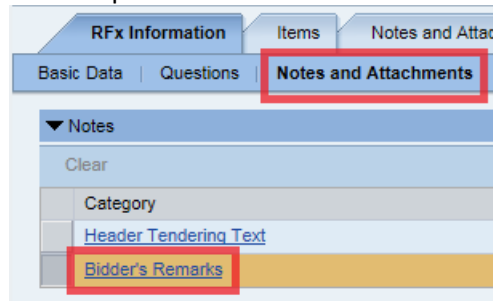 RFx Information Items Notes and Attac
Basic Data | Questions | Notes and Attachments
Notes
Clear
Category
Header Tendering Text
Bidder's Remarks